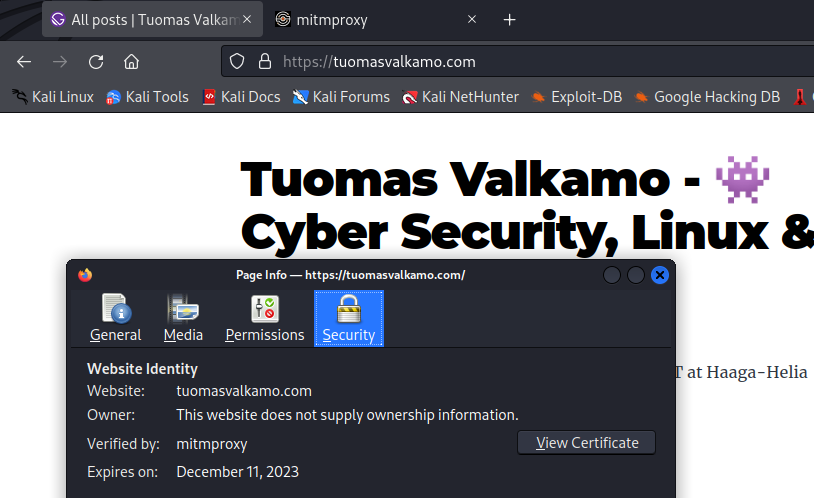 All posts | Tuomas Valkam
mitmproxy
https://tuomasvalkamo.com
Kali Linux Kali Tools Kali Docs Kali Forums Kali NetHunter Exploit-DB Google Hacking DB
Tuomas Valkamo - 👾
Cyber Security, Linux &
Page Info — https://tuomasvalkamo.com/
General Media Permissions Security
T at Haaga-Helia
Website Identity
Website: tuomasvalkamo.com
Owner: This website does not supply ownership information.
Verified by: mitmproxy View Certificate
Expires on: December 11, 2023